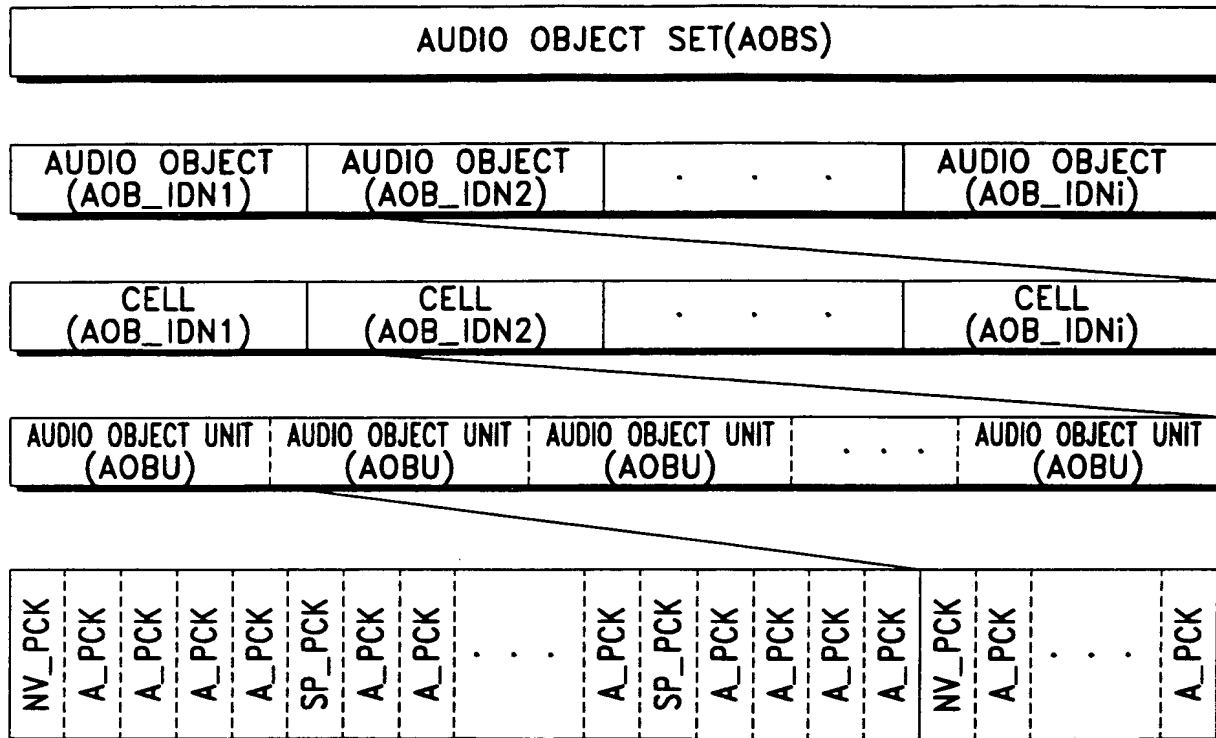 AUDIO OBJECT SET(AOBS)
AUDIO OBJECT
(AOB_IDN1)
AUDIO OBJECT
(AOB_IDN2)
. . .
AUDIO OBJECT
(AOB_IDNi)
CELL
(AOB_IDN1)
CELL
(AOB_IDN2)
. . .
CELL
(AOB_IDNi)
AUDIO OBJECT UNIT
(AOBU)
AUDIO OBJECT UNIT
(AOBU)
AUDIO OBJECT UNIT
(AOBU)
. . .
AUDIO OBJECT UNIT
(AOBU)
NV_PCK
A_PCK
A_PCK
A_PCK
A_PCK
SP_PCK
A_PCK
A_PCK
. . .
A_PCK
SP_PCK
A_PCK
A_PCK
A_PCK
A_PCK
NV_PCK
A_PCK
. . .
A_PCK